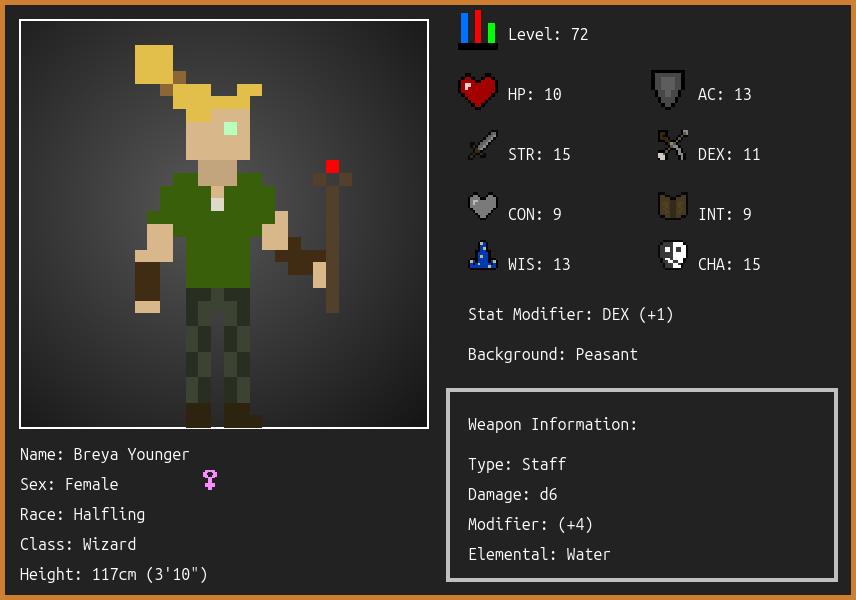 Level: 72
HP: 10
AC: 13
STR: 15
DEX: 11
CON: 9
INT: 9
WIS: 13
CHA: 15
Stat Modifier: DEX (+1)
Background: Peasant
Weapon Information:
Type: Staff
Damage: d6
Modifier: (+4)
Elemental: Water
Name: Breya Younger
Sex: Female
Race: Halfling
Class: Wizard
Height: 117cm (3'10")